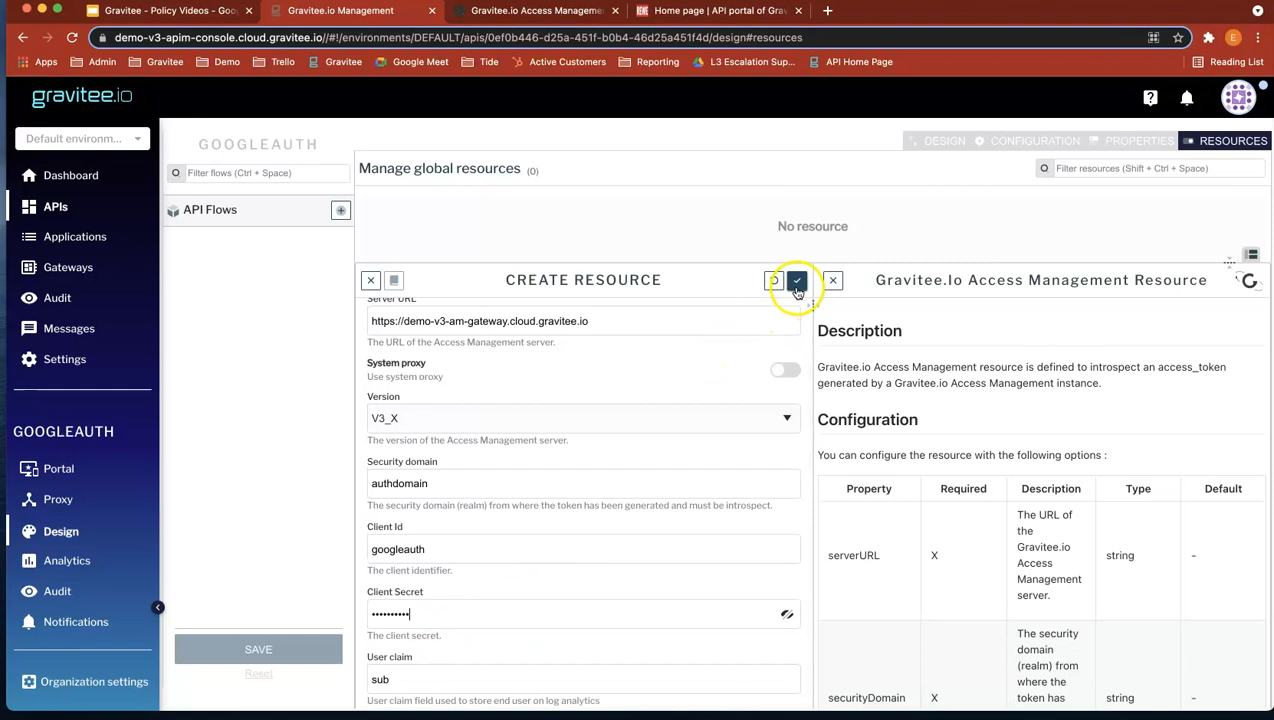 Gravitee - Policy Videos - Goo
Gravitee.io Management
Gravitee.io Access Management
Home page | API portal of Grav
demo-v3-apim-console.cloud.gravitee.io//#!/environments/DEFAULT/apis/0ef0b446-d25a-451f-b0b4-46d25a451f4d/design#resources
E
Apps
Admin
Gravitee
Demo
Trello
Gravitee
Google Meet
Tide
Active Customers
Reporting
L3 Escalation Sup...
API Home Page
Reading List
gravitee.io
Default environm...
Dashboard
APIs
Applications
Gateways
Audit
Messages
Settings
GOOGLEAUTH
Portal
Proxy
Design
Analytics
Audit
Notifications
Organization settings
GOOGLEAUTH
Filter flows (Ctrl + Space)
API Flows
SAVE
Reset
DESIGN
CONFIGURATION
PROPERTIES
RESOURCES
Manage global resources (0)
Filter resources (Shift + Ctrl + Space)
No resource
CREATE RESOURCE
Server URL
https://demo-v3-am-gateway.cloud.gravitee.io
The URL of the Access Management server.
System proxy
Use system proxy
Version
V3_X
The version of the Access Management server.
Security domain
authdomain
The security domain (realm) from where the token has been generated and must be introspect.
Client Id
googleauth
The client identifier.
Client Secret
••••••••••
The client secret.
User claim
sub
User claim field used to store end user on log analytics
Gravitee.Io Access Management Resource
Description
Gravitee.io Access Management resource is defined to introspect an access_token
generated by a Gravitee.io Access Management instance.
Configuration
You can configure the resource with the following options :
Property Required Description Type Default
serverURL X The URL of the Gravitee.io Access Management server. string -
securityDomain X The security domain (realm) from where the token has string -